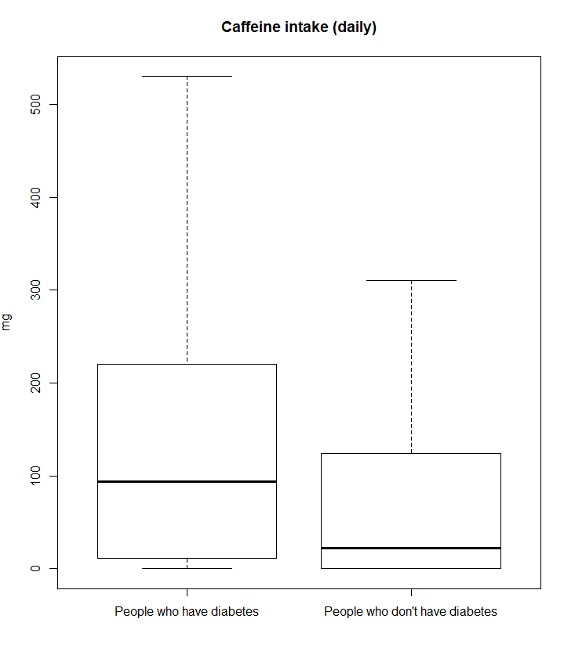 Caffeine intake (daily)
500
400
300
200
100
0
mg
People who have diabetes
People who don't have diabetes